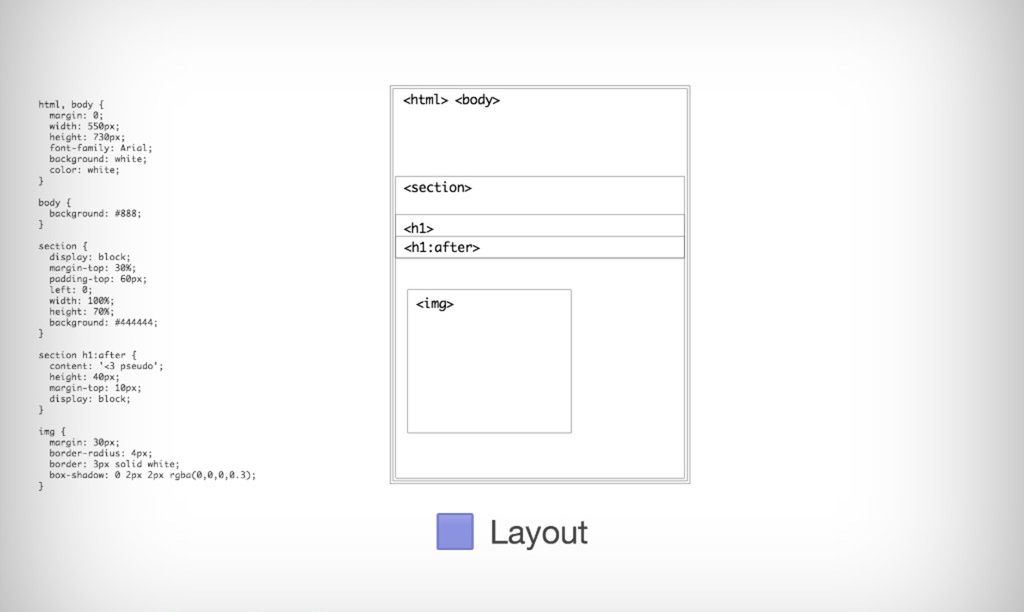 html, body {
margin: 0;
width: 550px;
height: 730px;
font-family: Arial;
background: white;
color: white;
}
body {
background: #888;
}
section {
display: block;
margin-top: 30%;
padding-top: 60px;
left: 0;
width: 100%;
height: 70%;
background: #444444;
}
section h1:after {
content: '<3 pseudo';
height: 40px;
margin-top: 10px;
display: block;
}
img {
margin: 30px;
border-radius: 4px;
border: 3px solid white;
box-shadow: 0 2px 2px rgba(0,0,0,0.3);
}
<html> <body>
<section>
<h1>
<h1:after>
<img>
Layout